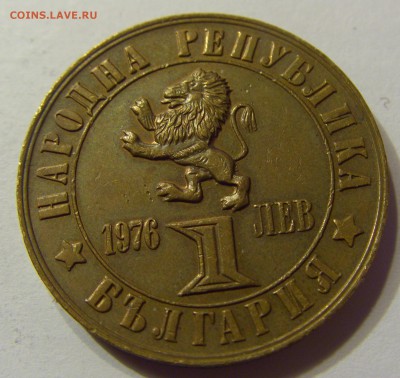 COINS.LAVE.RU
НАРОДНА РЕПУБЛИКА
1976 1 ЛЕВ
★ БЪЛГАРИЯ ★